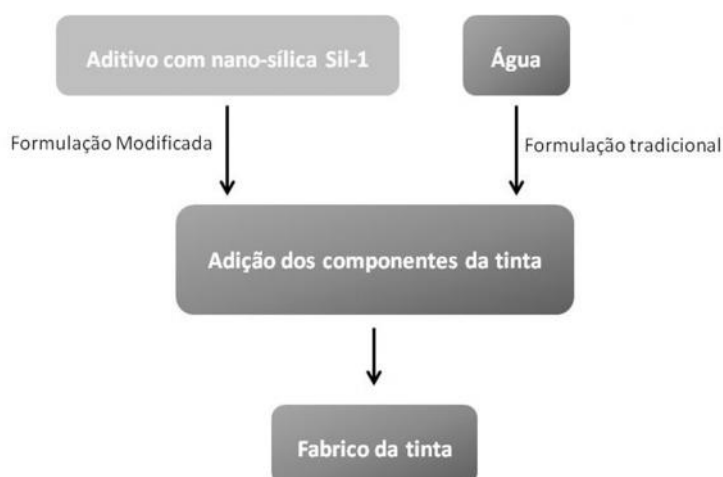 Aditivo com nano-sílica Sil-1
Água
Formulação Modificada
Formulação tradicional
Adição dos componentes da tinta
Fabrico da tinta